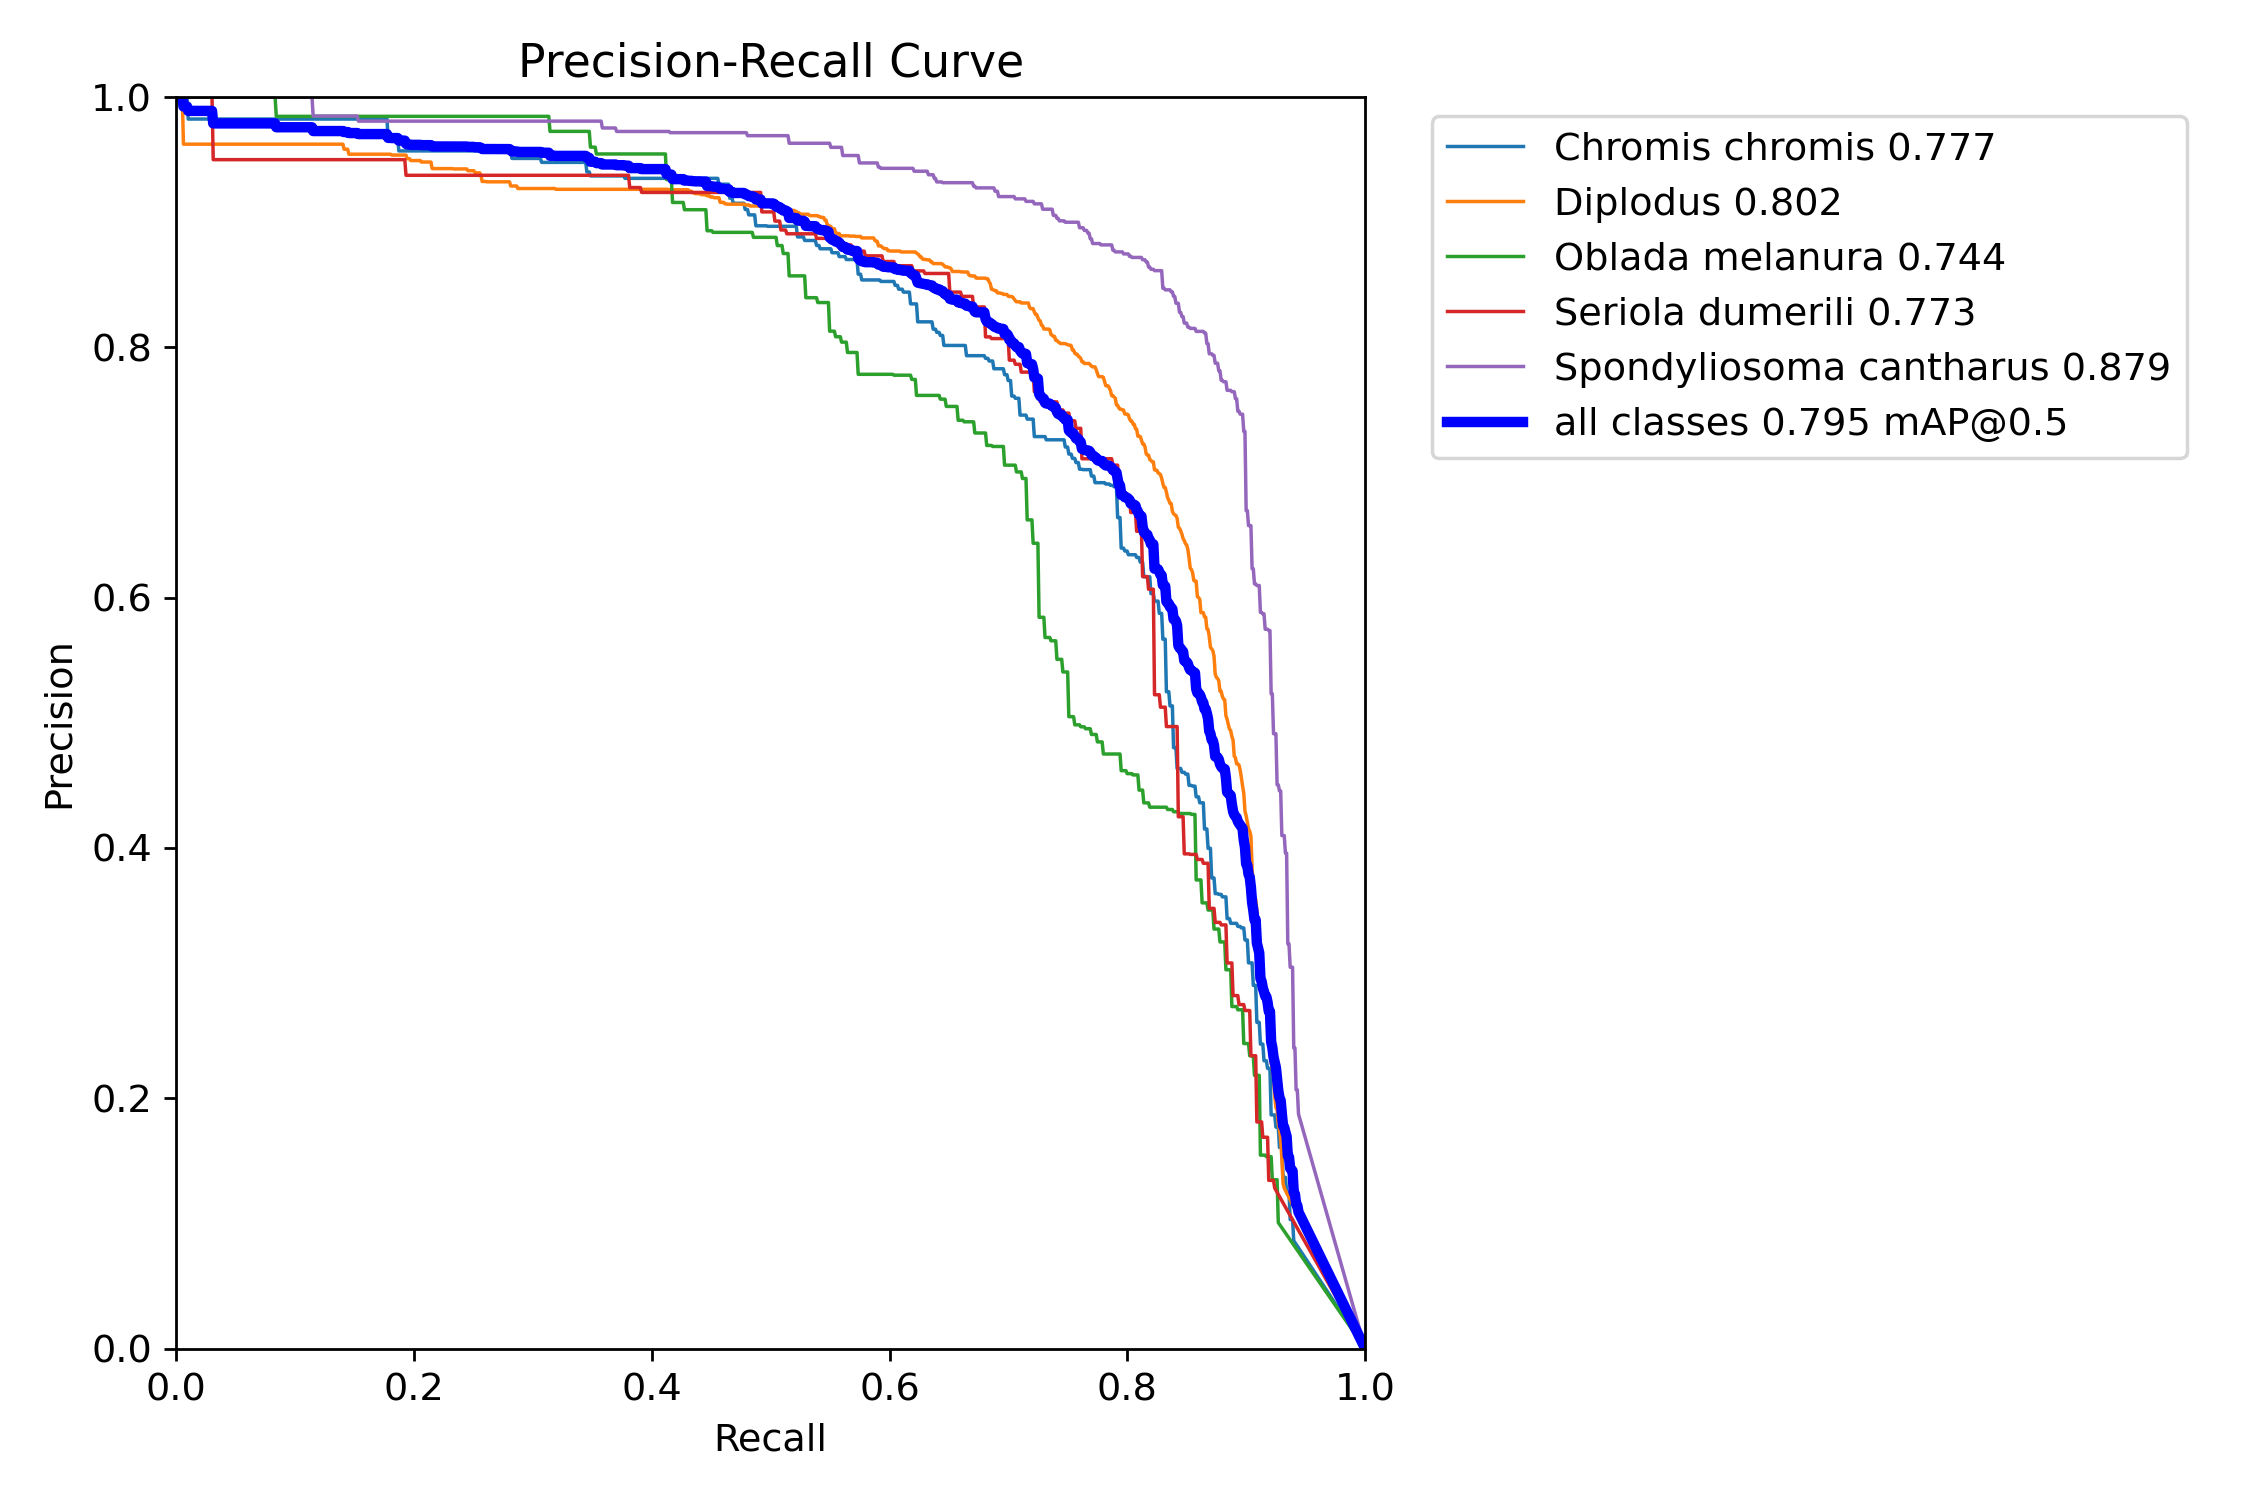 Precision-Recall Curve
1.0
0.8
0.6
0.4
0.2
0.0
Precision
0.0 0.2 0.4 0.6 0.8 1.0
Recall
Chromis chromis 0.777
Diplodus 0.802
Oblada melanura 0.744
Seriola dumerili 0.773
Spondyliosoma cantharus 0.879
all classes 0.795 mAP@0.5